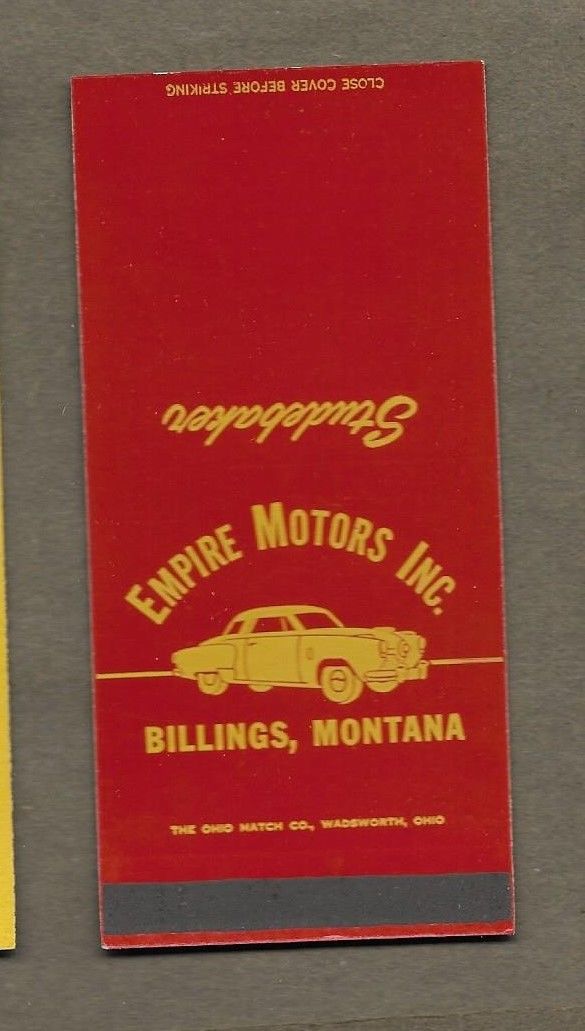 CLOSE COVER BEFORE STRIKING
Studebaker
EMPIRE MOTORS INC.
BILLINGS, MONTANA
THE OHIO MATCH CO., WADSWORTH, OHIO